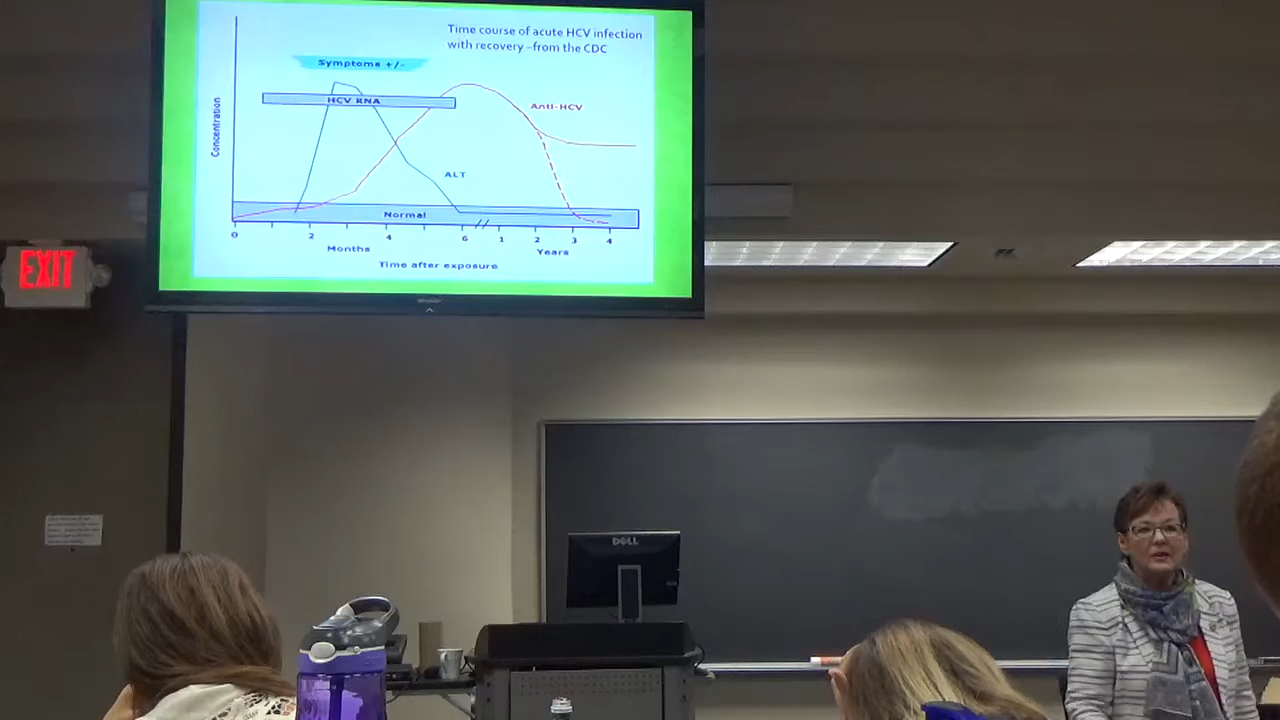 Time course of acute HCV infection
with recovery –from the CDC
Symptoms +/-
HCV RNA
Anti-HCV
Concentration
ALT
Normal
0 2 4 6 1 2 3 4
Months Years
Time after exposure
SHARP
EXIT
DELL